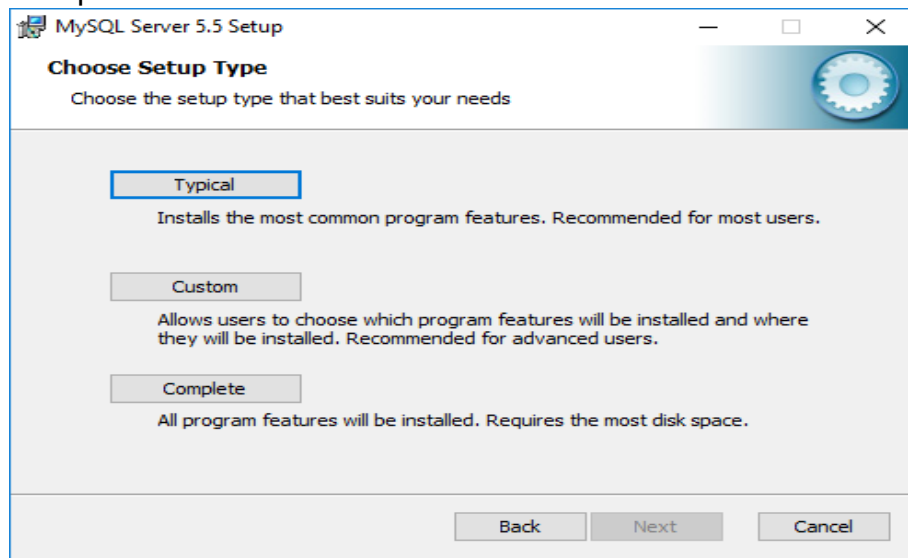 MySQL Server 5.5 Setup
Choose Setup Type
Choose the setup type that best suits your needs
Typical
Installs the most common program features. Recommended for most users.
Custom
Allows users to choose which program features will be installed and where
they will be installed. Recommended for advanced users.
Complete
All program features will be installed. Requires the most disk space.
Back Next Cancel